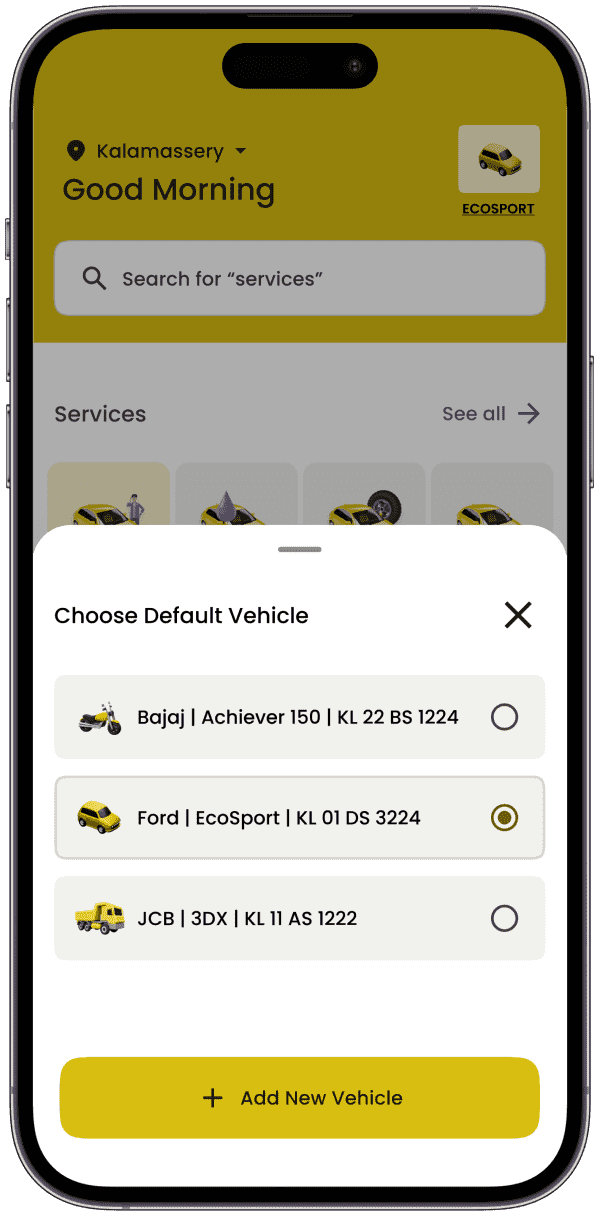 Kalamassery
Good Morning
ECOSPORT
Search for “services”
Services
See all
Choose Default Vehicle
Bajaj | Achiever 150 | KL 22 BS 1224
Ford | EcoSport | KL 01 DS 3224
JCB | 3DX | KL 11 AS 1222
Add New Vehicle